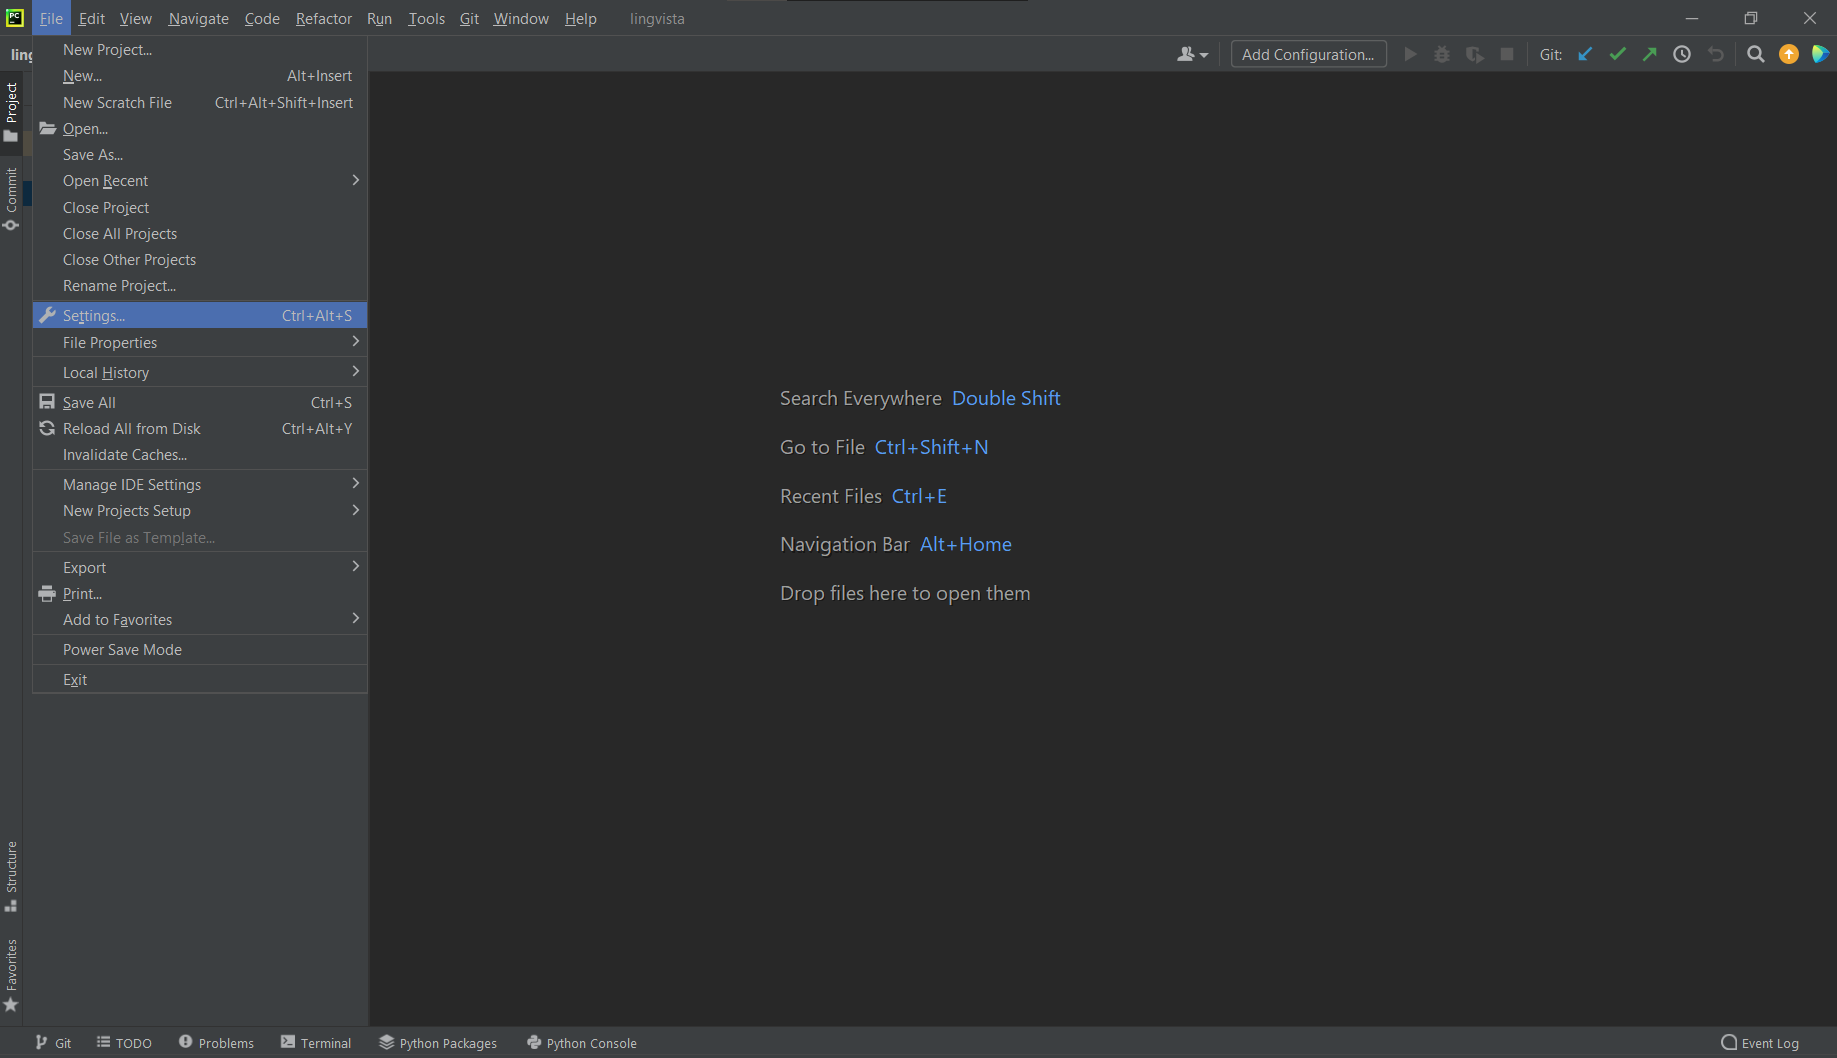 PC File Edit View Navigate Code Refactor Run Tools Git Window Help lingvista
ling Add Configuration... Git:
Project
Commit
Structure
Favorites
New Project...
New... Alt+Insert
New Scratch File Ctrl+Alt+Shift+Insert
Open...
Save As...
Open Recent
Close Project
Close All Projects
Close Other Projects
Rename Project...
Settings... Ctrl+Alt+S
File Properties
Local History
Save All Ctrl+S
Reload All from Disk Ctrl+Alt+Y
Invalidate Caches...
Manage IDE Settings
New Projects Setup
Save File as Template...
Export
Print...
Add to Favorites
Power Save Mode
Exit
Search Everywhere Double Shift
Go to File Ctrl+Shift+N
Recent Files Ctrl+E
Navigation Bar Alt+Home
Drop files here to open them
Git TODO Problems Terminal Python Packages Python Console Event Log